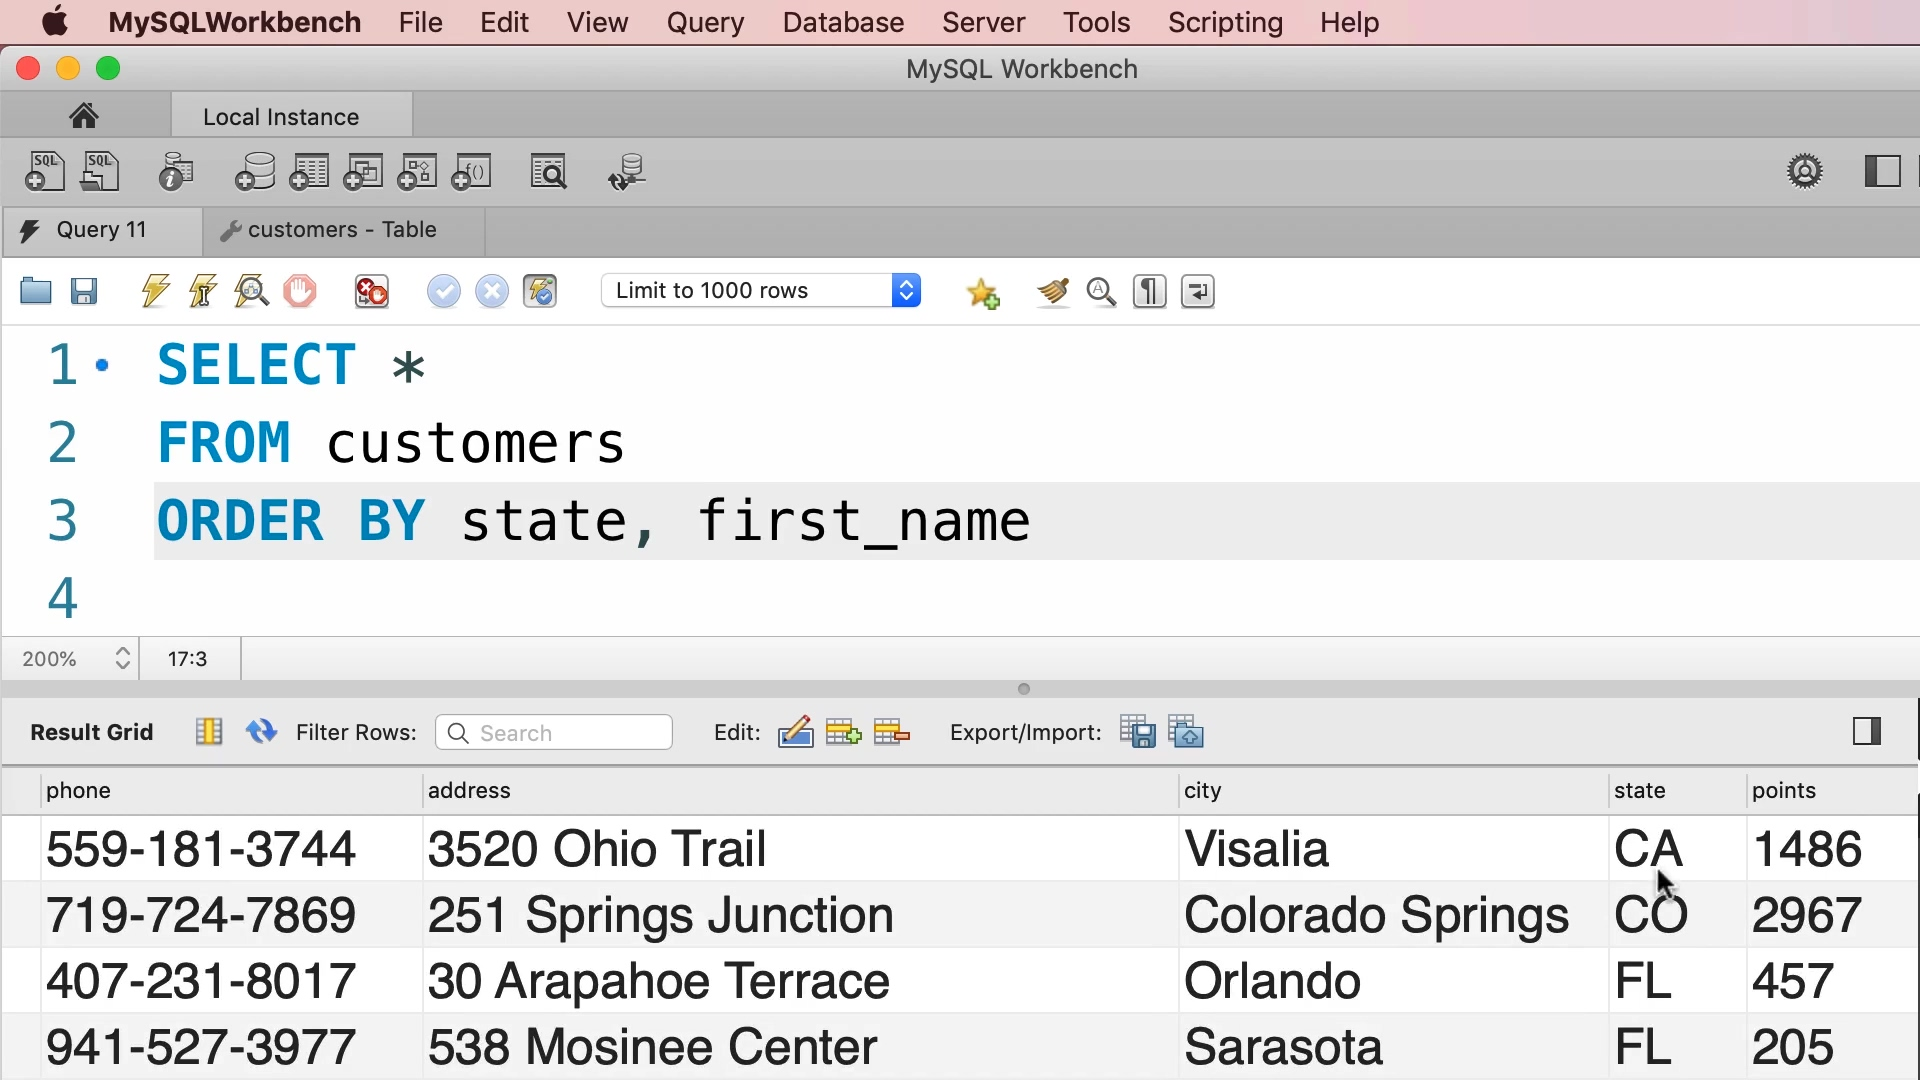 MySQLWorkbench File Edit View Query Database Server Tools Scripting Help
MySQL Workbench
Local Instance
SQL SQL
Query 11 customers - Table
Limit to 1000 rows
1 SELECT *
2 FROM customers
3 ORDER BY state, first_name
4
200% 17:3
Result Grid Filter Rows: Search Edit: Export/Import:
phone address city state points
559-181-3744 3520 Ohio Trail Visalia CA 1486
719-724-7869 251 Springs Junction Colorado Springs CO 2967
407-231-8017 30 Arapahoe Terrace Orlando FL 457
941-527-3977 538 Mosinee Center Sarasota FL 205